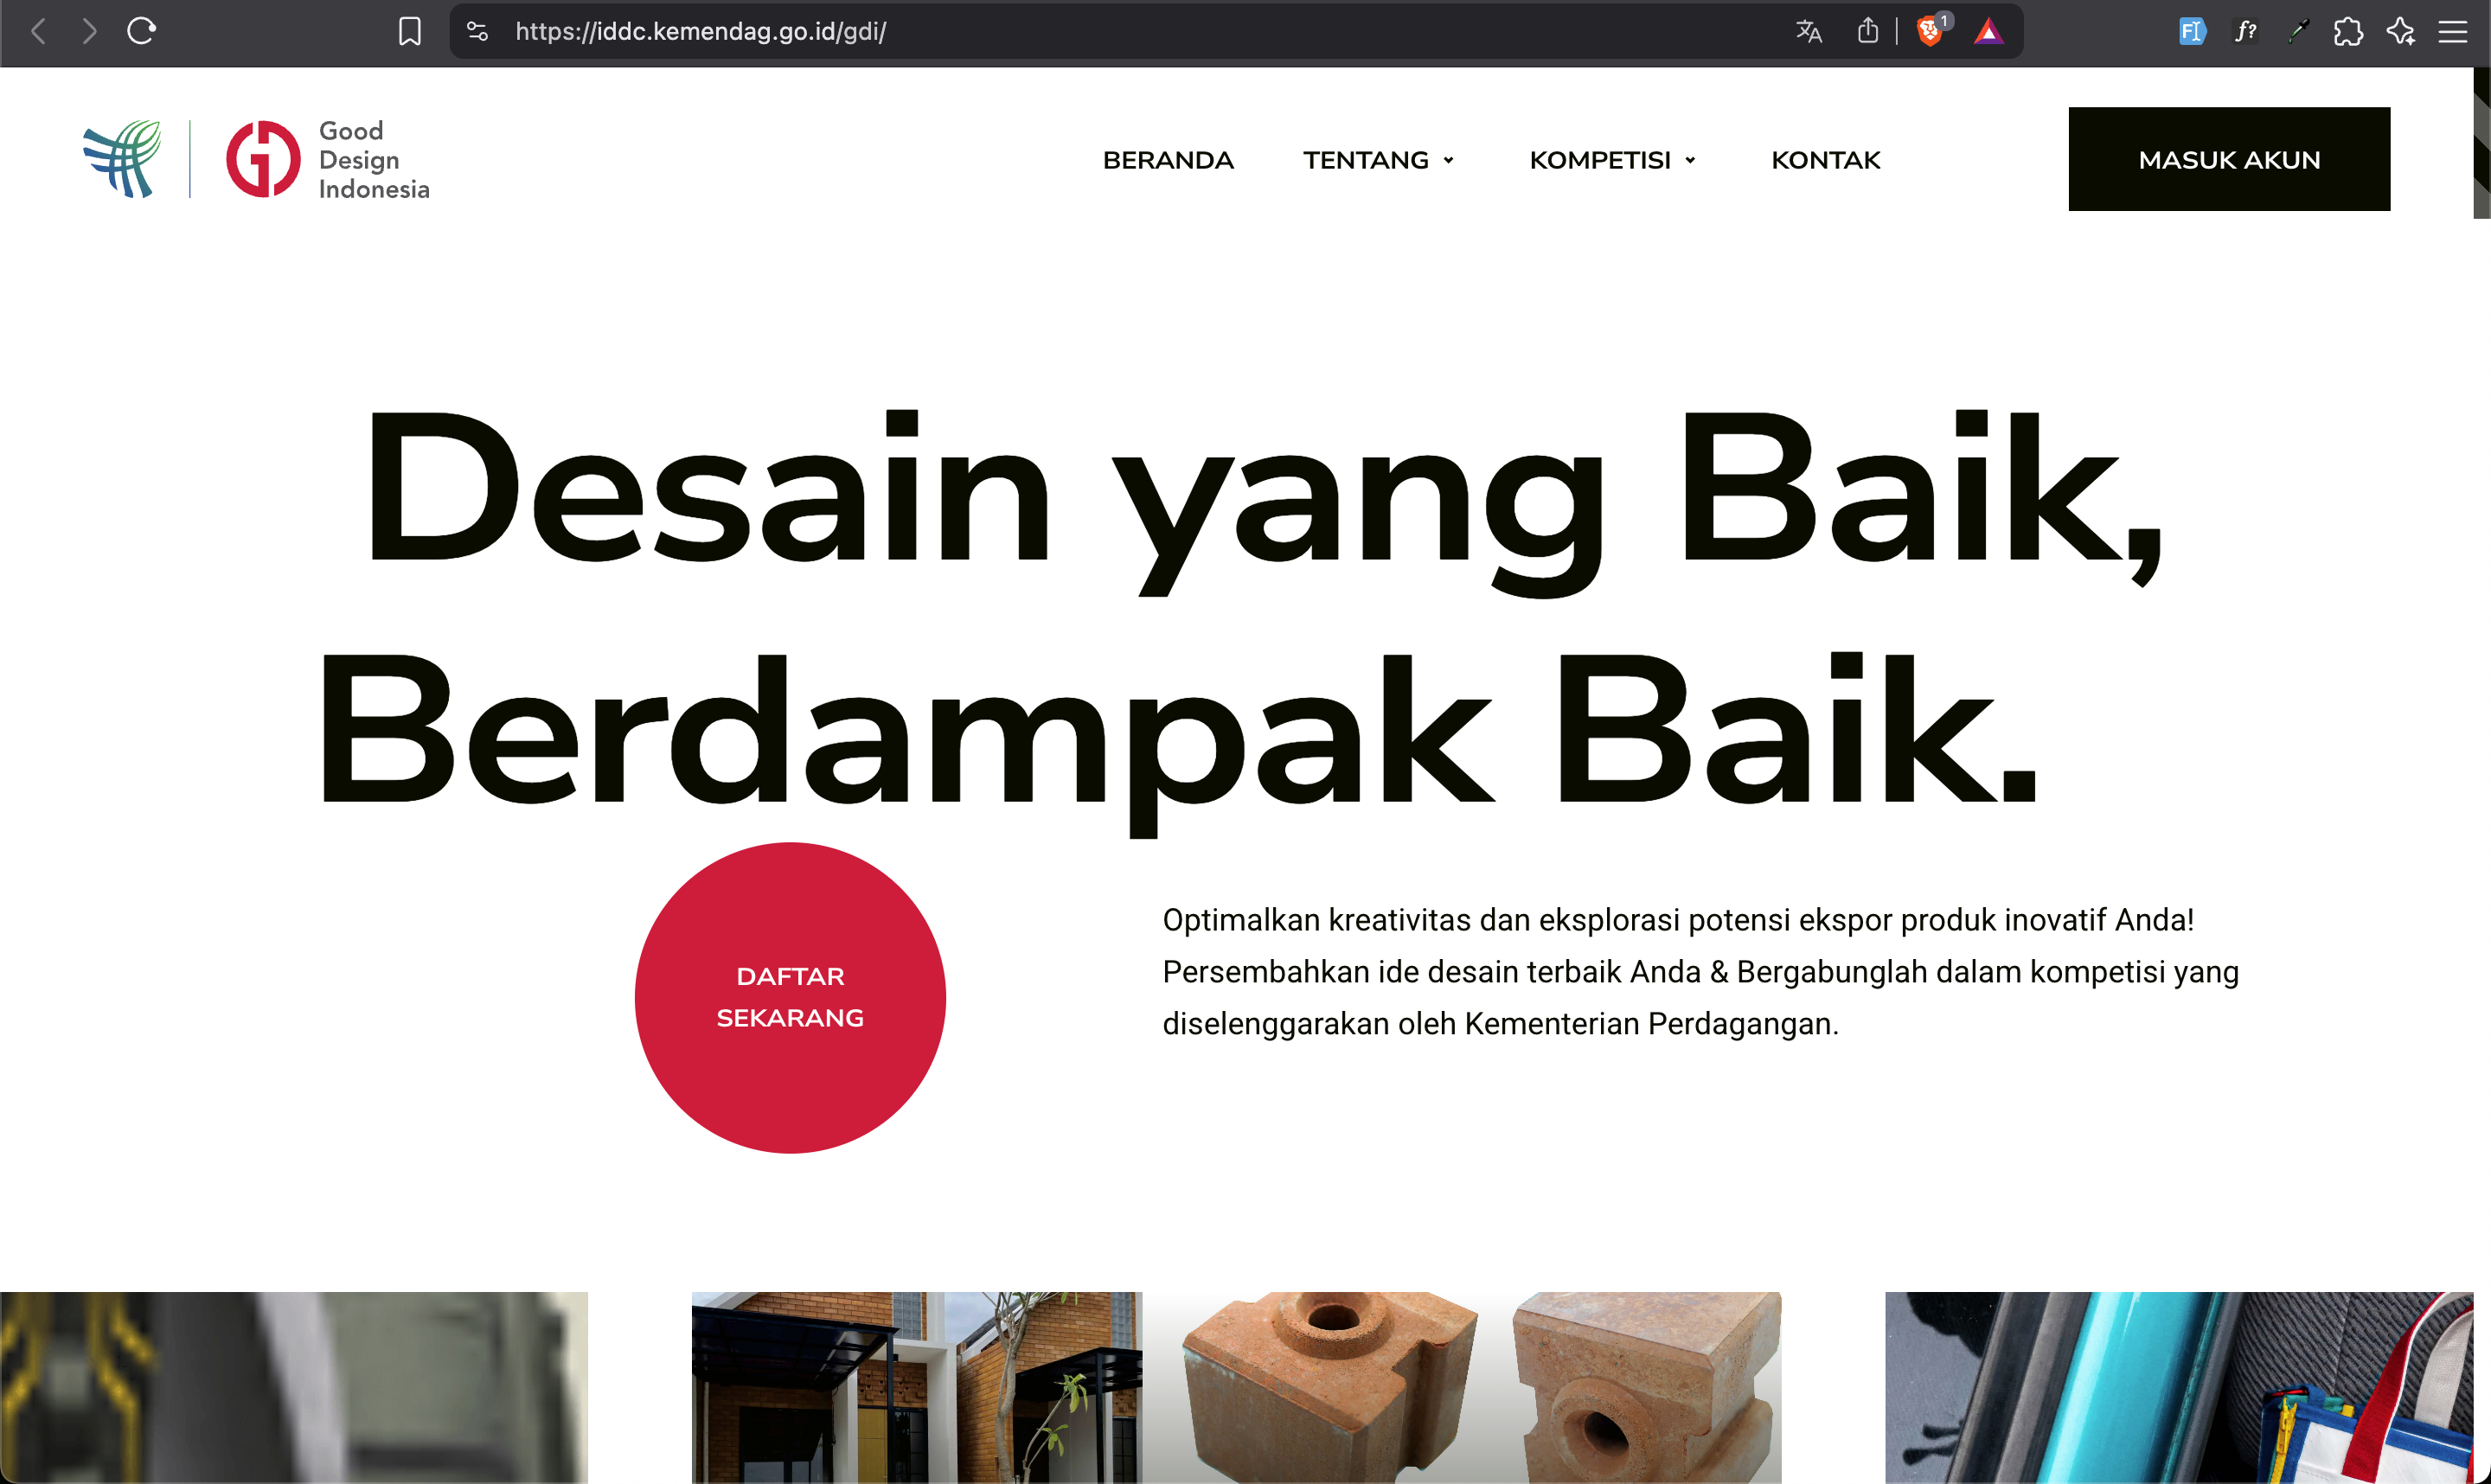 https://iddc.kemendag.go.id/gdi/
1
F
f?
Good
Design
Indonesia
BERANDA
TENTANG
KOMPETISI
KONTAK
MASUK AKUN
Desain yang Baik,
Berdampak Baik.
DAFTAR
SEKARANG
Optimalkan kreativitas dan eksplorasi potensi ekspor produk inovatif Anda!
Persembahkan ide desain terbaik Anda & Bergabunglah dalam kompetisi yang
diselenggarakan oleh Kementerian Perdagangan.